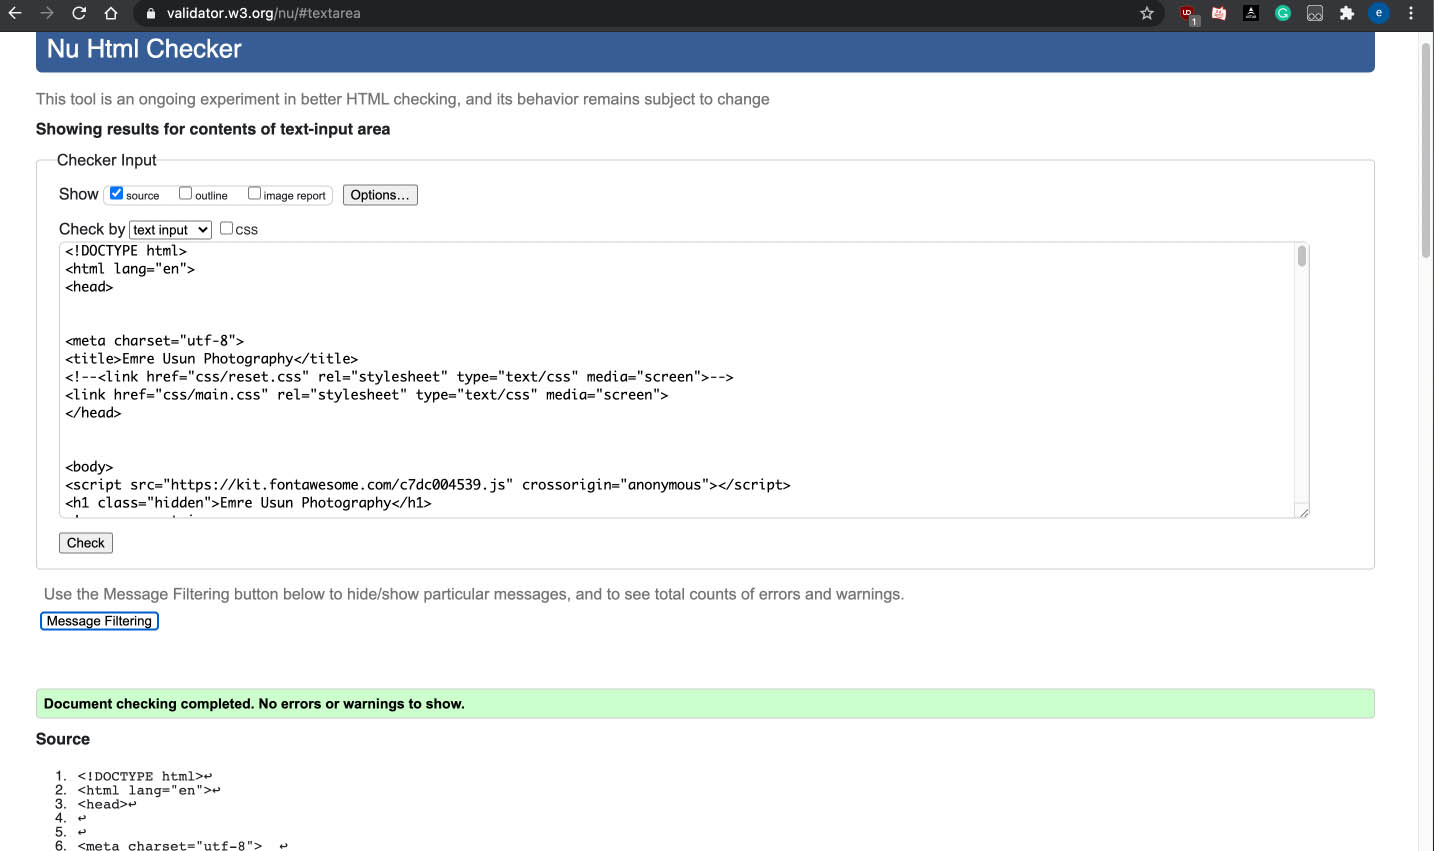 validator.w3.org/nu/#textarea
1
e
Nu Html Checker
This tool is an ongoing experiment in better HTML checking, and its behavior remains subject to change
Showing results for contents of text-input area
Checker Input
Show source outline image report Options...
Check by text input css
<!DOCTYPE html>
<html lang="en">
<head>
<meta charset="utf-8">
<title>Emre Usun Photography</title>
<!--<link href="css/reset.css" rel="stylesheet" type="text/css" media="screen">-->
<link href="css/main.css" rel="stylesheet" type="text/css" media="screen">
</head>
<body>
<script src="https://kit.fontawesome.com/c7dc004539.js" crossorigin="anonymous"></script>
<h1 class="hidden">Emre Usun Photography</h1>
Check
Use the Message Filtering button below to hide/show particular messages, and to see total counts of errors and warnings.
Message Filtering
Document checking completed. No errors or warnings to show.
Source
1. <!DOCTYPE html>↩
2. <html lang="en">↩
3. <head>↩
4. ↩
5. ↩
6. <meta charset="utf-8"> ↩